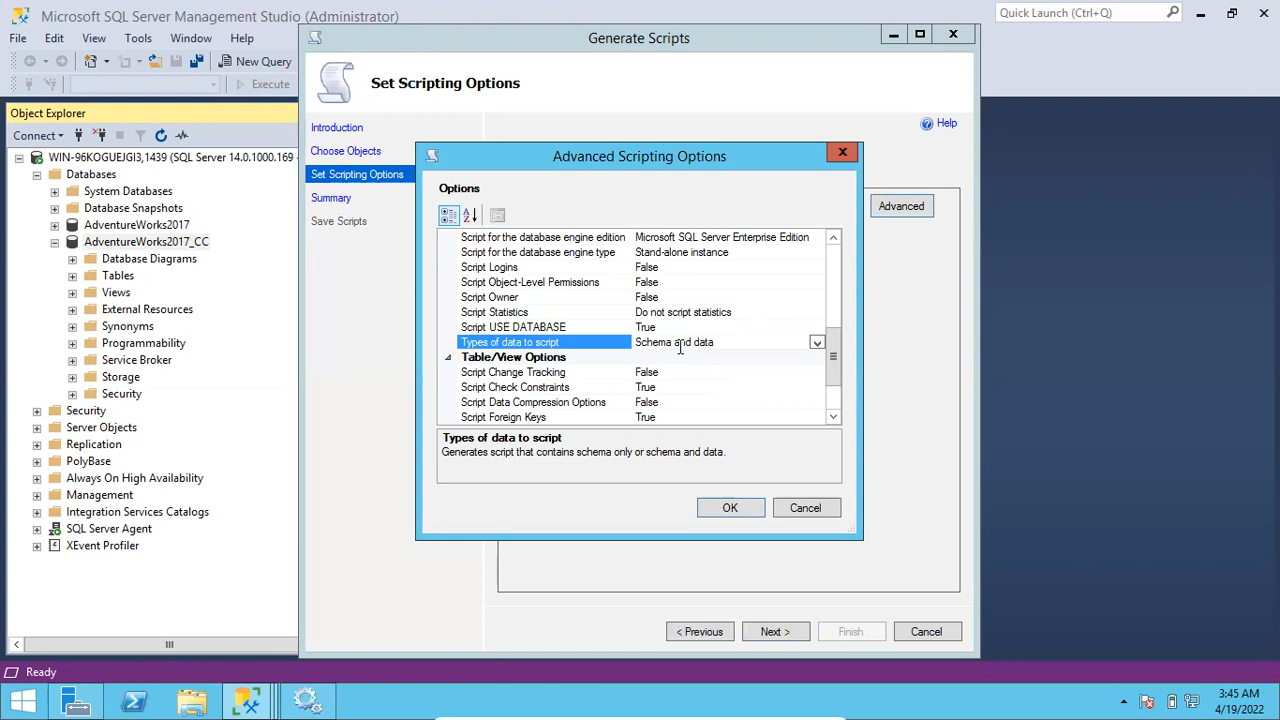 Microsoft SQL Server Management Studio (Administrator)
Quick Launch (Ctrl+Q)
File Edit View Tools Window Help
New Query
Execute
Object Explorer
Connect
WIN-96KOGUEJGI3,1439 (SQL Server 14.0.1000.169
Databases
System Databases
Database Snapshots
AdventureWorks2017
AdventureWorks2017_CC
Database Diagrams
Tables
Views
External Resources
Synonyms
Programmability
Service Broker
Storage
Security
Security
Server Objects
Replication
PolyBase
Always On High Availability
Management
Integration Services Catalogs
SQL Server Agent
XEvent Profiler
Generate Scripts
Set Scripting Options
Introduction
Choose Objects
Set Scripting Options
Summary
Save Scripts
Help
Advanced
Advanced Scripting Options
Options
Script for the database engine edition Microsoft SQL Server Enterprise Edition
Script for the database engine type Stand-alone instance
Script Logins False
Script Object-Level Permissions False
Script Owner False
Script Statistics Do not script statistics
Script USE DATABASE True
Types of data to script Schema and data
Table/View Options
Script Change Tracking False
Script Check Constraints True
Script Data Compression Options False
Script Foreign Keys True
Types of data to script
Generates script that contains schema only or schema and data.
OK Cancel
< Previous Next > Finish Cancel
Ready
3:45 AM
4/19/2022